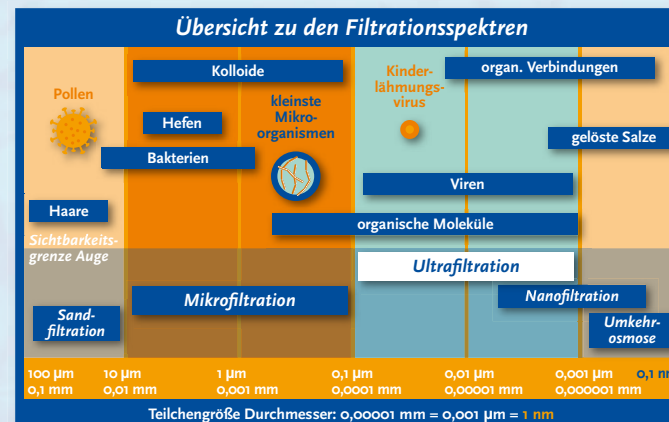 Übersicht zu den Filtrationsspektren
Kolloide
organ. Verbindungen
Pollen
Kinder-
lähmungs-
virus
kleinste
Mikro-
organismen
Hefen
gelöste Salze
Bakterien
Viren
Haare
organische Moleküle
Sichtbarkeits-
grenze Auge
Ultrafiltration
Mikrofiltration
Nanofiltration
Sand-
filtration
Umkehr-
osmose
100 µm 10 µm 1 µm 0,1 µm 0,01 µm 0,001 µm 0,1 n
0,1 mm 0,01 mm 0,001 mm 0,0001 mm 0,00001 mm 0,000001 mm
Teilchengröße Durchmesser: 0,00001 mm = 0,001 µm = 1 nm